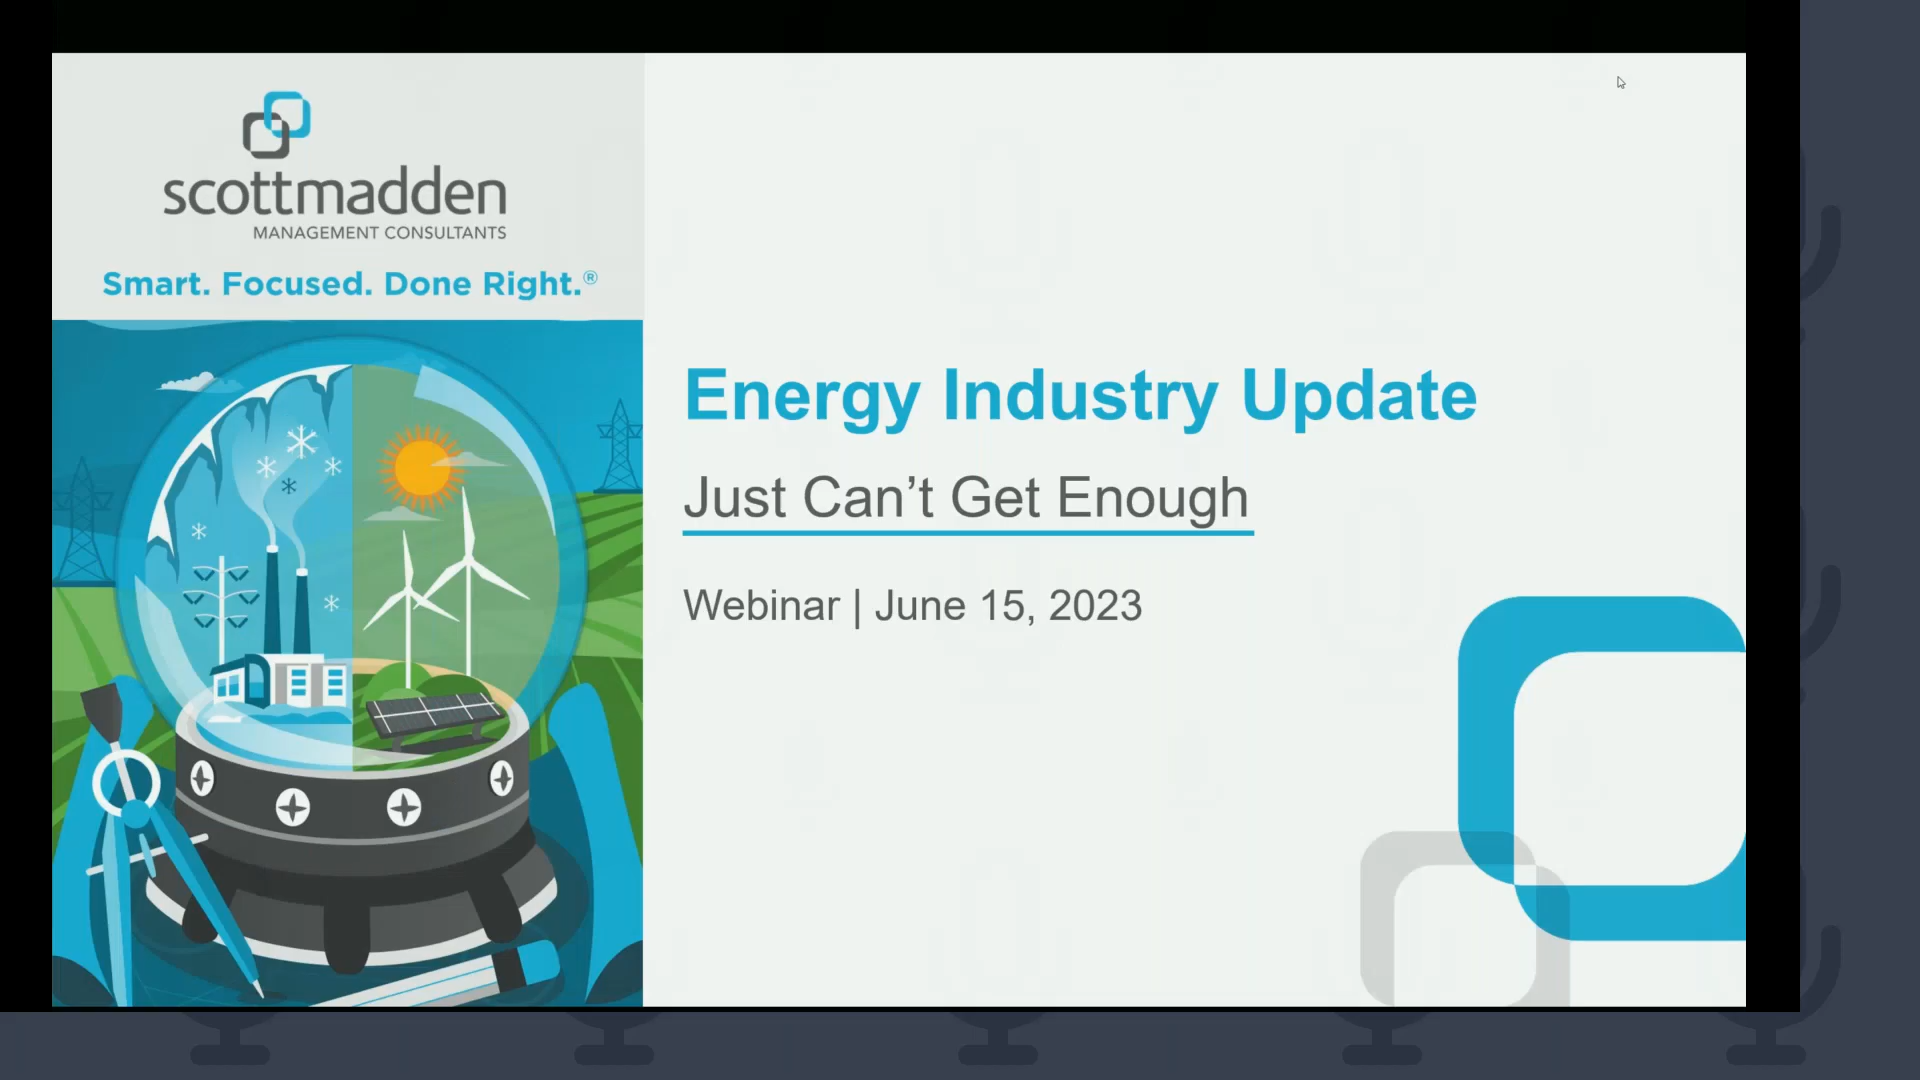 scottmadden
MANAGEMENT CONSULTANTS
Smart. Focused. Done Right.®
Energy Industry Update
Just Can’t Get Enough
Webinar | June 15, 2023